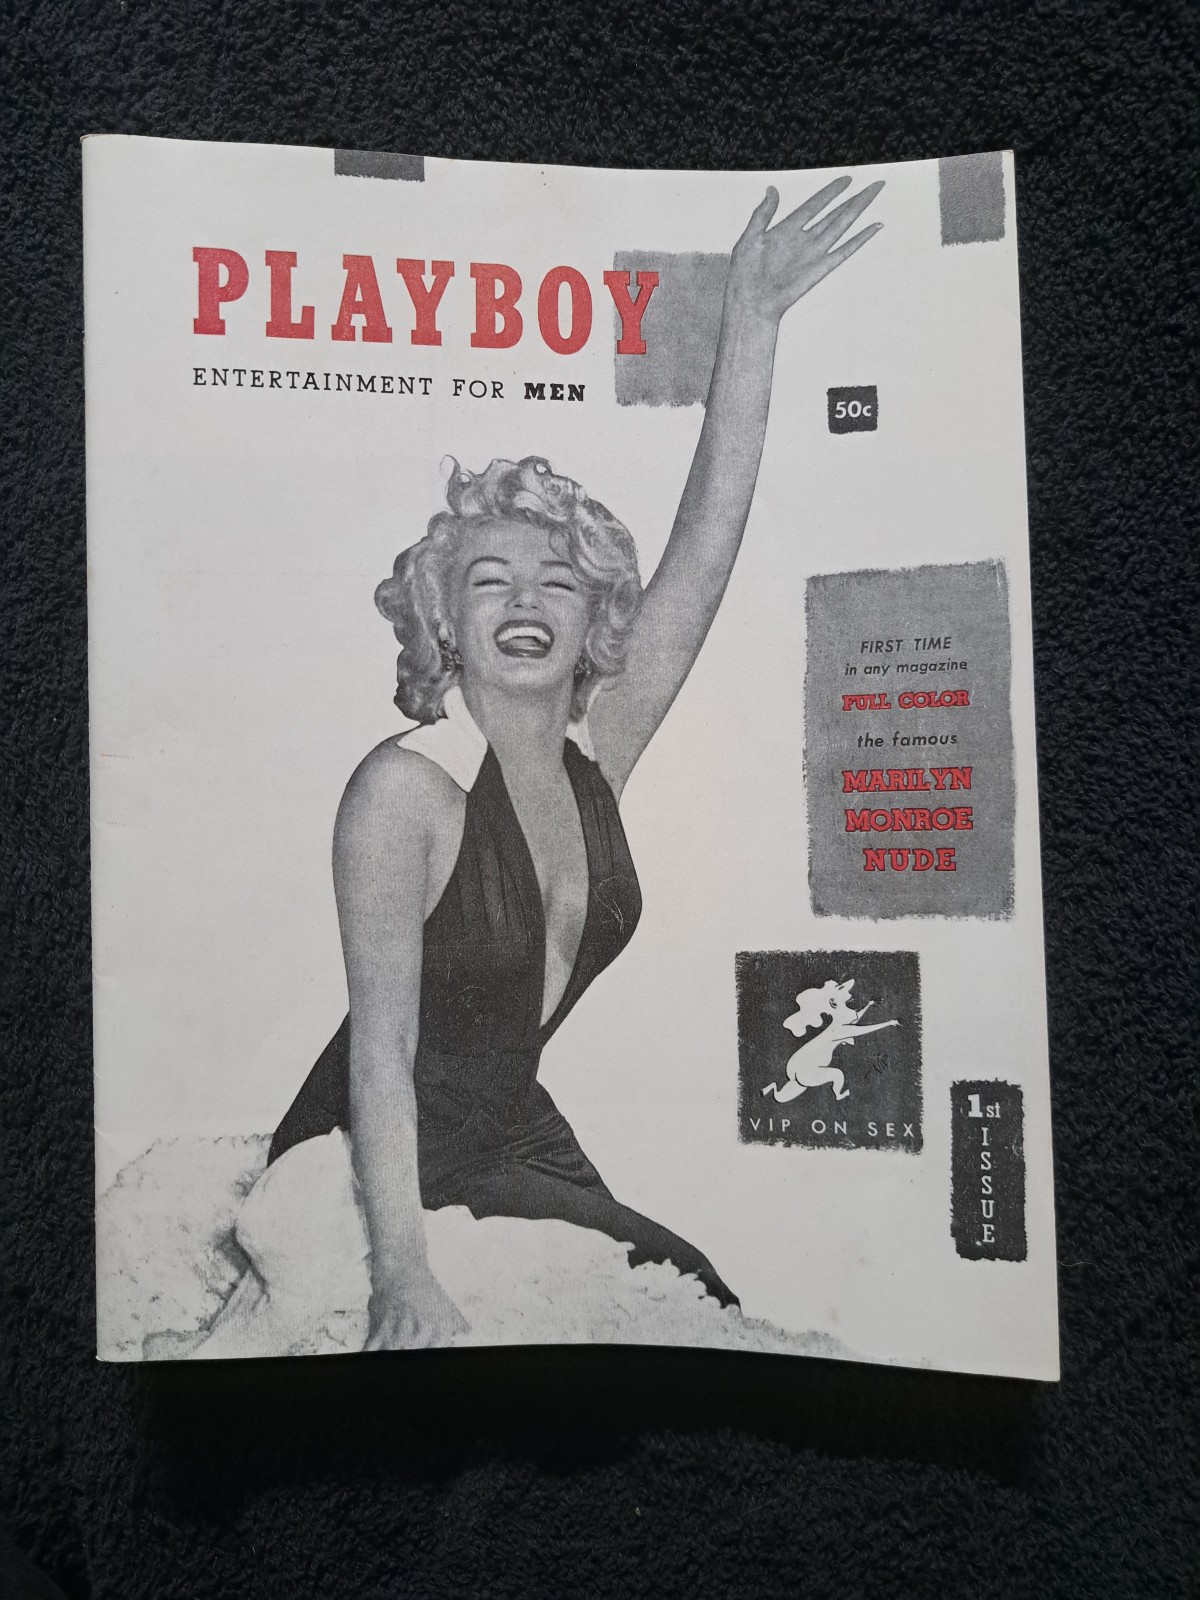 PLAYBOY
ENTERTAINMENT FOR MEN
50c
FIRST TIME
in any magazine
FULL COLOR
the famous
MARILYN
MONROE
NUDE
VIP ON SEX
1st
ISSUE